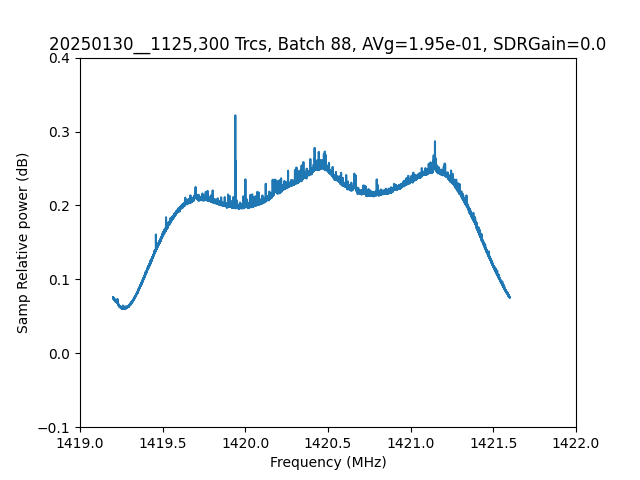 20250130__1125,300 Trcs, Batch 88, AVg=1.95e-01, SDRGain=0.0
0.4
0.3
0.2
0.1
0.0
−0.1
Samp Relative power (dB)
1419.0 1419.5 1420.0 1420.5 1421.0 1421.5 1422.0
Frequency (MHz)